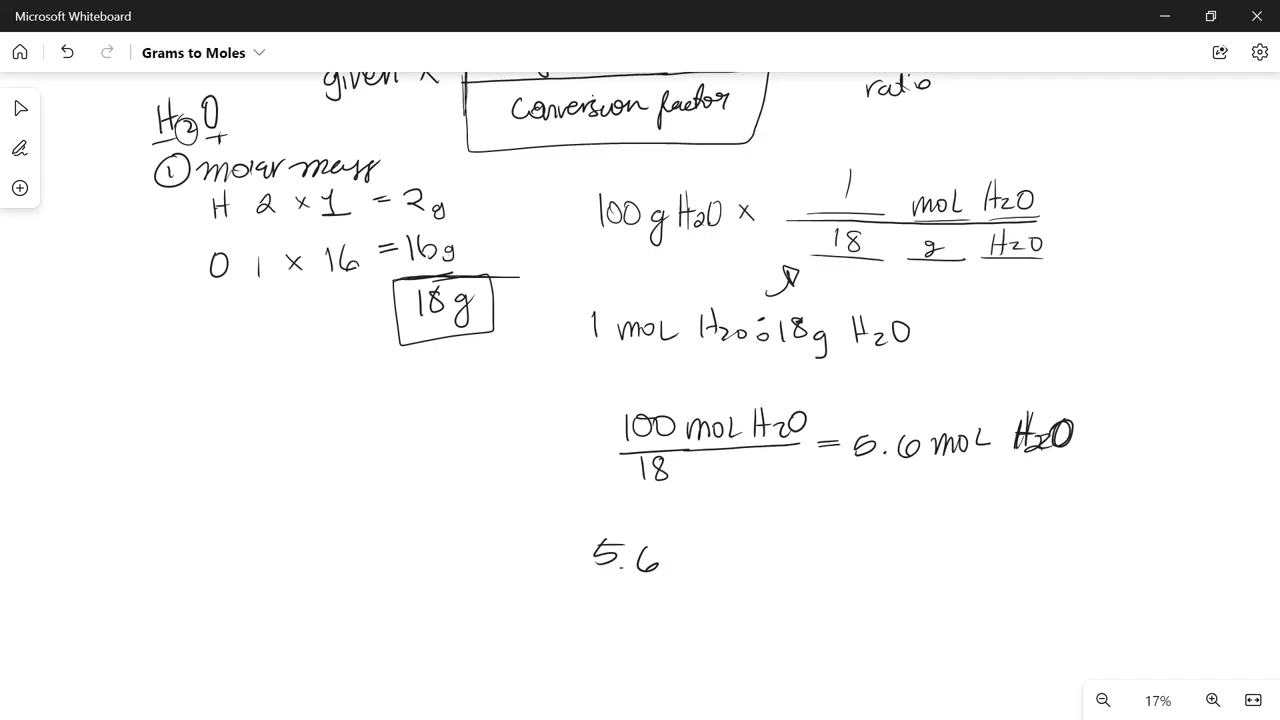 Microsoft Whiteboard
Grams to Moles
given × conversion factor ratio
H2O
① molar mass
H 2 × 1 = 2g
O 1 × 16 = 16g
18g
100 g H2O × 1 mol H2O
18 g H2O
1 mol H2O : 18g H2O
100 mol H2O
18
= 5.6 mol H2O
5.6
17%